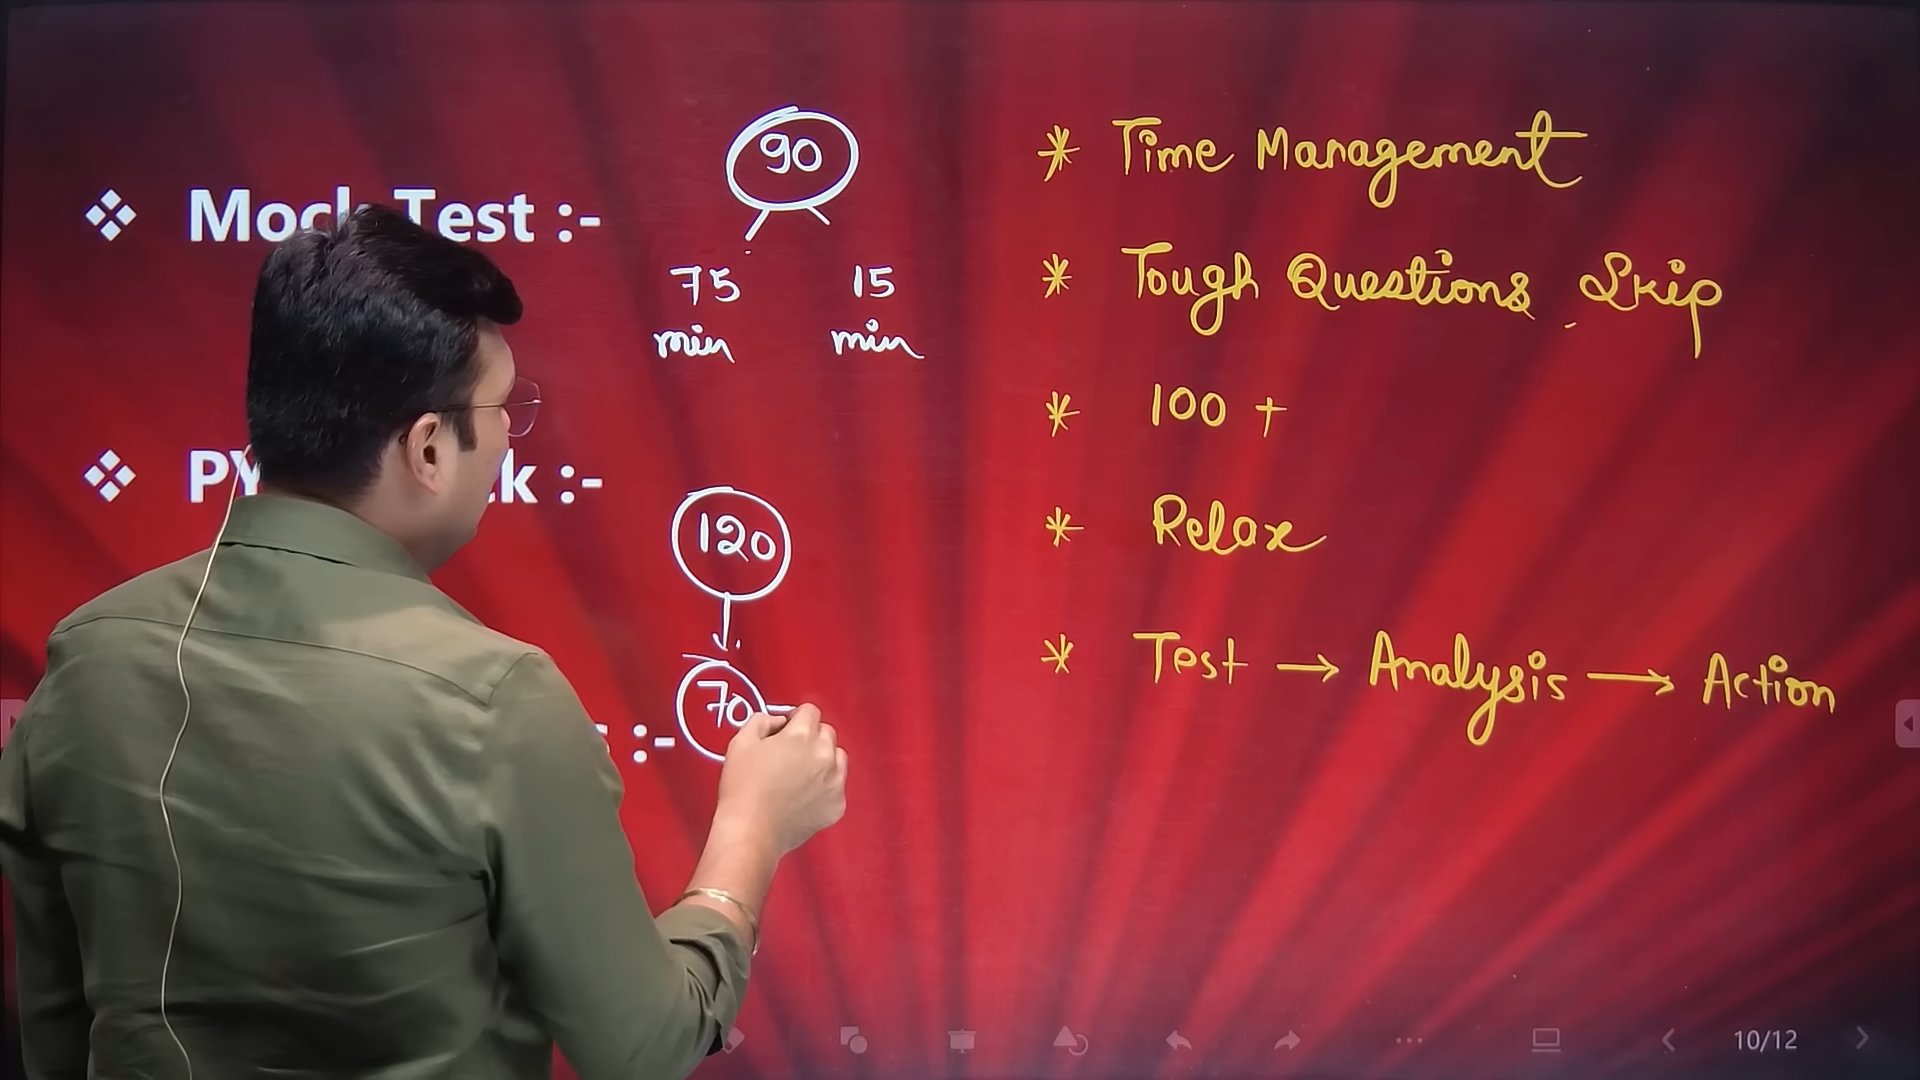 Mock Test :-
90
75 min
15 min
:-
120
70
:-
* Time Management
* Tough Questions Skip
* 100 +
* Relax
* Test → Analysis → Action
10/12